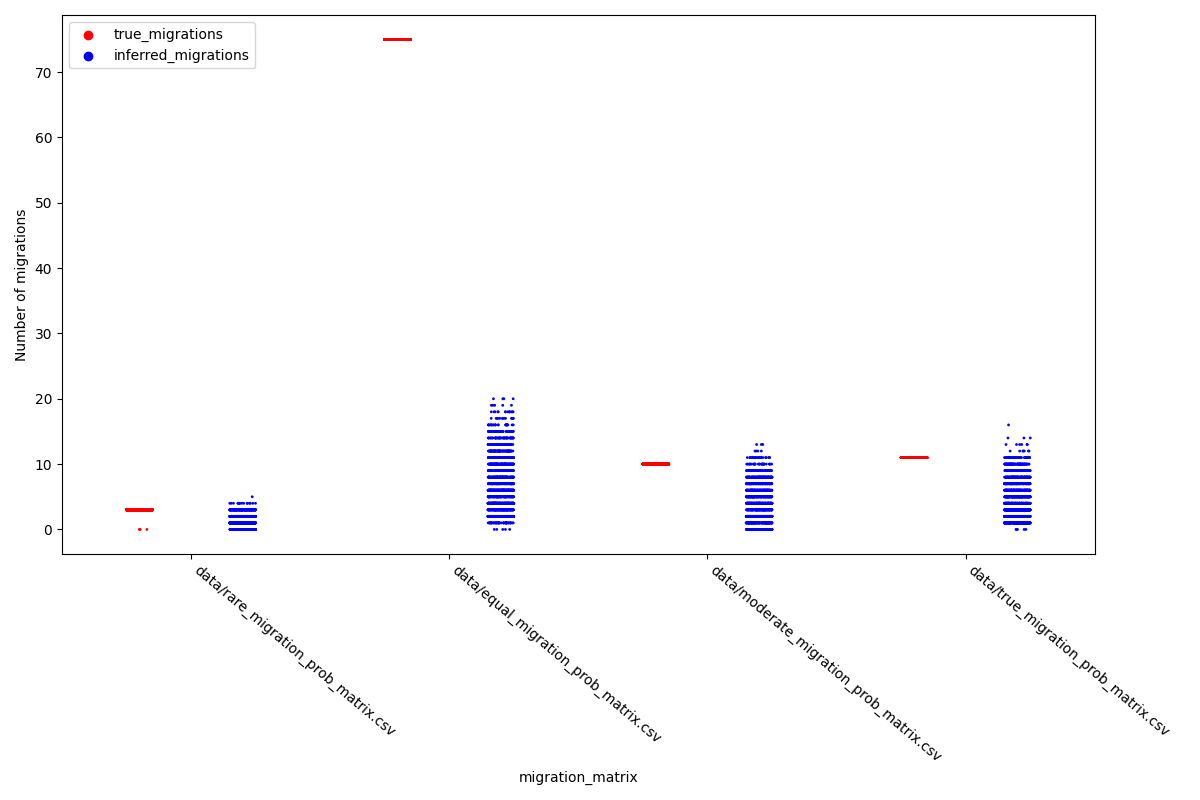 true_migrations
inferred_migrations
70
60
50
40
30
20
10
0
Number of migrations
data/rare_migration_prob_matrix.csv
data/equal_migration_prob_matrix.csv
data/moderate_migration_prob_matrix.csv
data/true_migration_prob_matrix.csv
migration_matrix